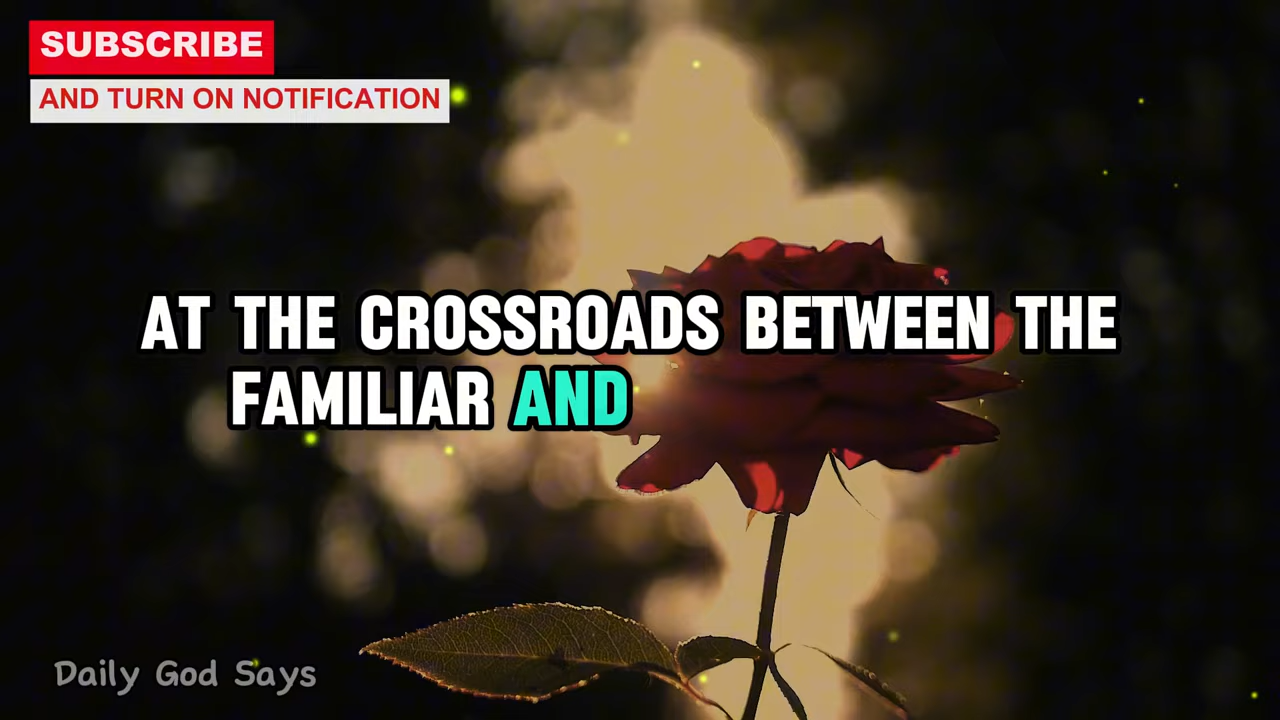 SUBSCRIBE
AND TURN ON NOTIFICATION
AT THE CROSSROADS BETWEEN THE
FAMILIAR AND
Daily God Says